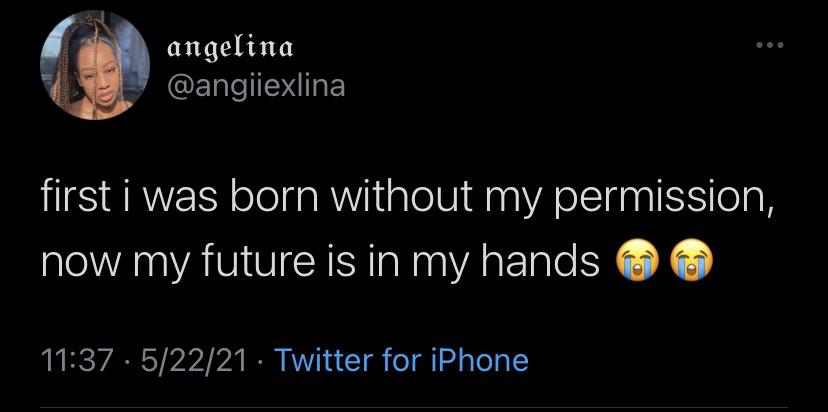 angelina
@angiiexlina
first i was born without my permission,
now my future is in my hands 😭😭
11:37 · 5/22/21 · Twitter for iPhone